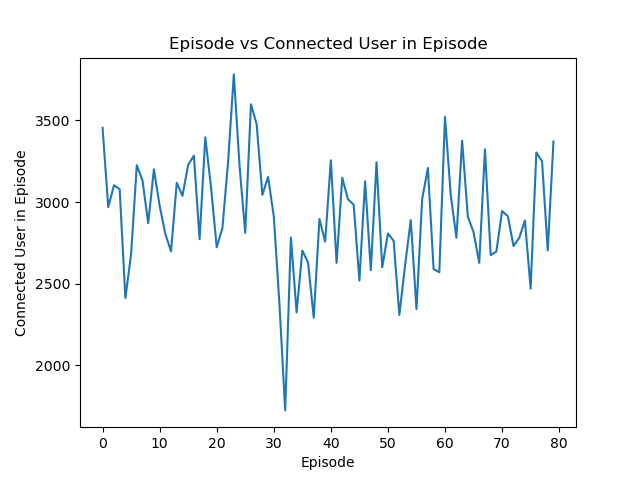 Episode vs Connected User in Episode
3500
3000
2500
2000
Connected User in Episode
0 10 20 30 40 50 60 70 80
Episode